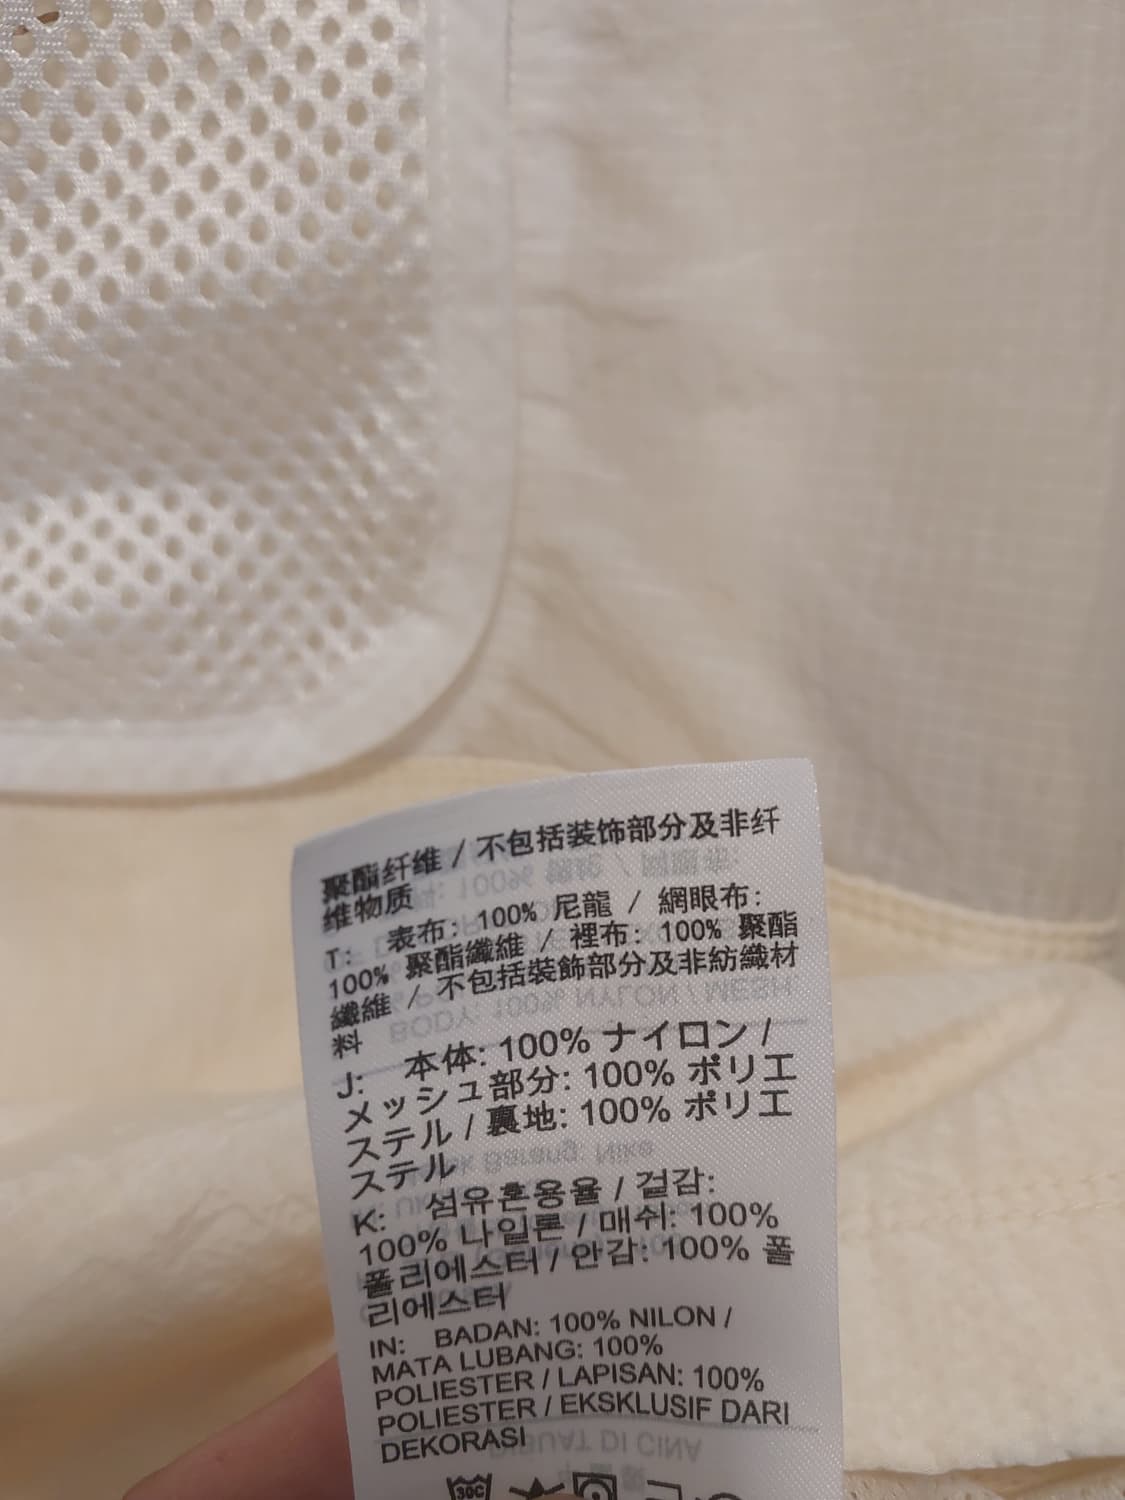 聚酯纤维 / 不包括装饰部分及非纤
维物质
T: 表布: 100% 尼龍 / 網眼布:
100% 聚酯纖維 / 裡布: 100% 聚酯
纖維 / 不包括裝飾部分及非紡織材
料
J: 本体: 100% ナイロン /
メッシュ部分: 100% ポリエ
ステル / 裏地: 100% ポリエ
ステル
K: 섬유혼용율 / 겉감:
100% 나일론 / 매쉬: 100%
폴리에스터 / 안감: 100% 폴
리에스터
IN: BADAN: 100% NILON /
MATA LUBANG: 100%
POLIESTER / LAPISAN: 100%
POLIESTER / EKSKLUSIF DARI
DEKORASI
30C